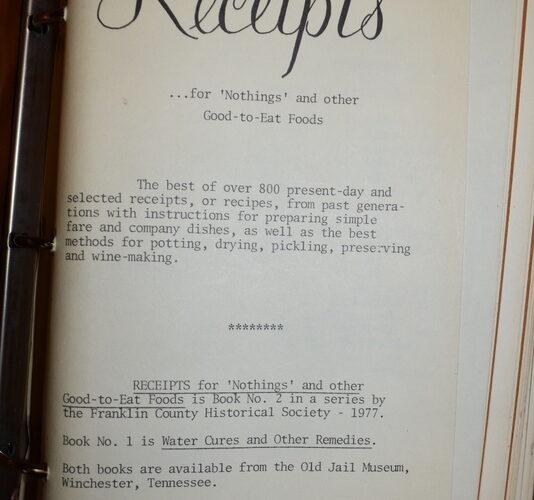 Receipts
...for 'Nothings' and other
Good-to-Eat Foods
The best of over 800 present-day and
selected receipts, or recipes, from past genera-
tions with instructions for preparing simple
fare and company dishes, as well as the best
methods for potting, drying, pickling, preserving
and wine-making.
********
RECEIPTS for 'Nothings' and other
Good-to-Eat Foods is Book No. 2 in a series by
the Franklin County Historical Society - 1977.
Book No. 1 is Water Cures and Other Remedies.
Both books are available from the Old Jail Museum,
Winchester, Tennessee.